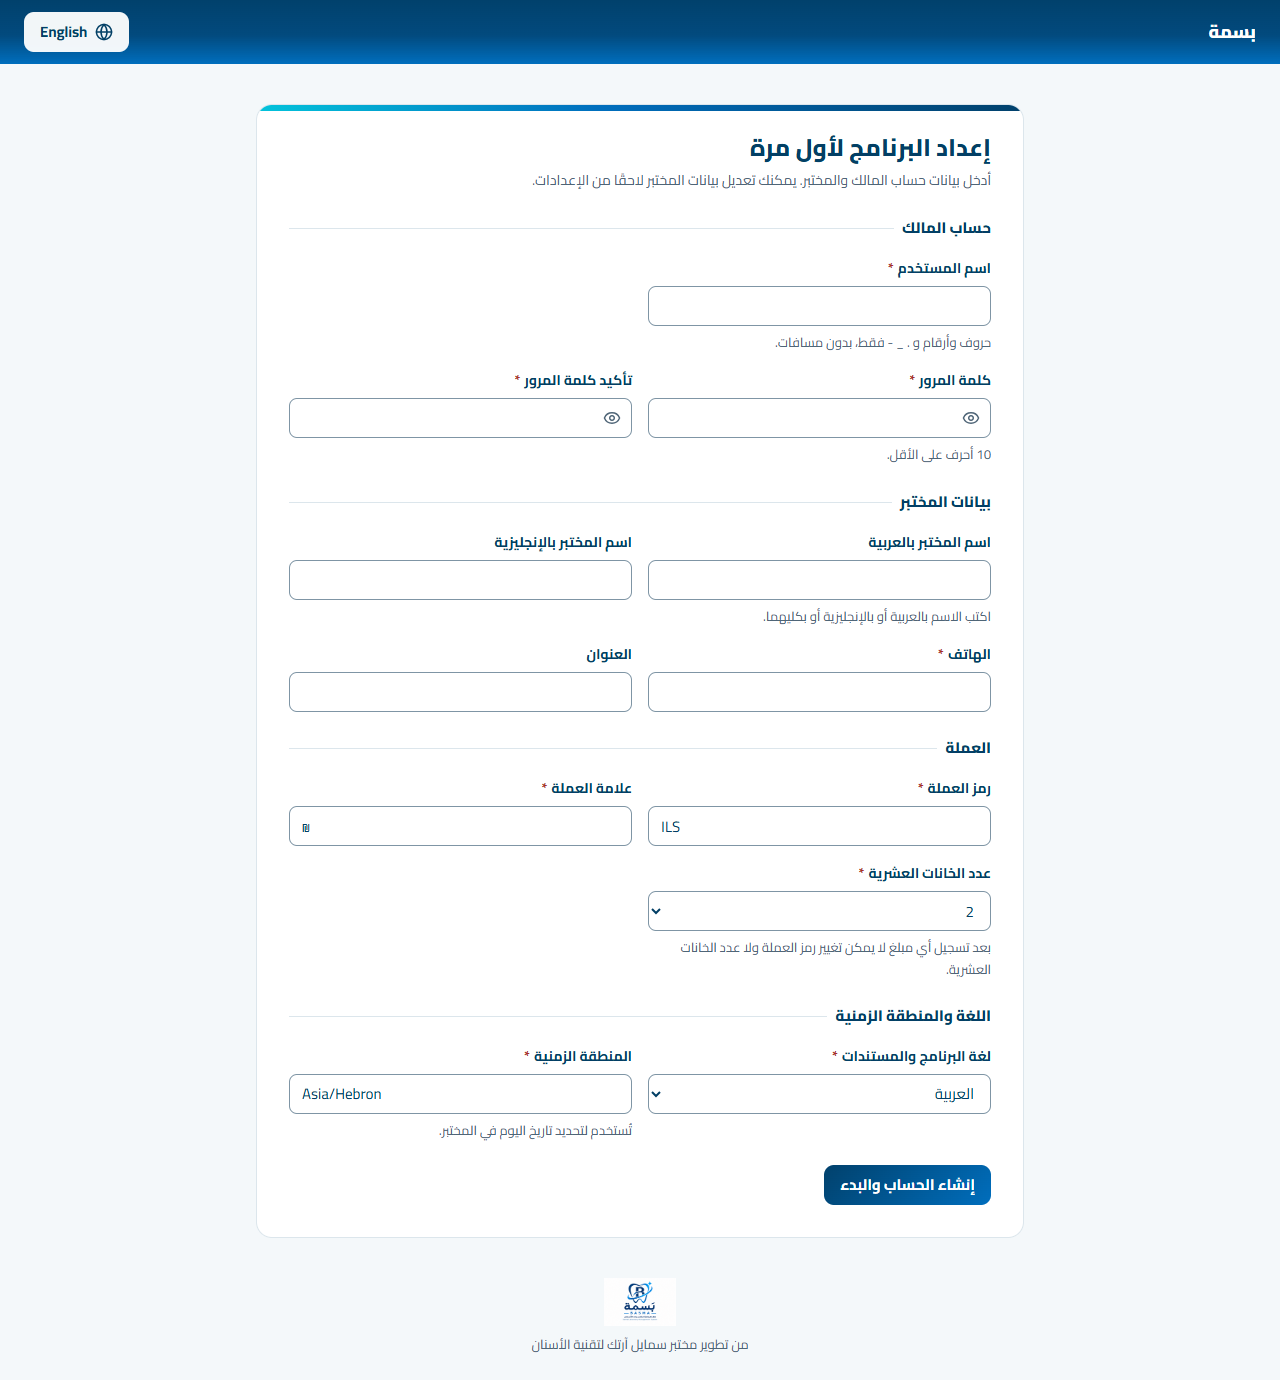 بسمة
English
إعداد البرنامج لأول مرة
أدخل بيانات حساب المالك والمختبر. يمكنك تعديل بيانات المختبر لاحقًا من الإعدادات.
حساب المالك
اسم المستخدم *
حروف وأرقام و . _ - فقط، بدون مسافات.
كلمة المرور *
تأكيد كلمة المرور *
10 أحرف على الأقل.
بيانات المختبر
اسم المختبر بالعربية
اسم المختبر بالإنجليزية
اكتب الاسم بالعربية أو بالإنجليزية أو بكليهما.
الهاتف *
العنوان
العملة
رمز العملة *
علامة العملة *
ILS
₪
عدد الخانات العشرية *
2
بعد تسجيل أي مبلغ لا يمكن تغيير رمز العملة ولا عدد الخانات
العشرية.
اللغة والمنطقة الزمنية
لغة البرنامج والمستندات *
المنطقة الزمنية *
العربية
Asia/Hebron
تُستخدم لتحديد تاريخ اليوم في المختبر.
إنشاء الحساب والبدء
بَسمة
BASMA
من تطوير مختبر سمايل آرتك لتقنية الأسنان